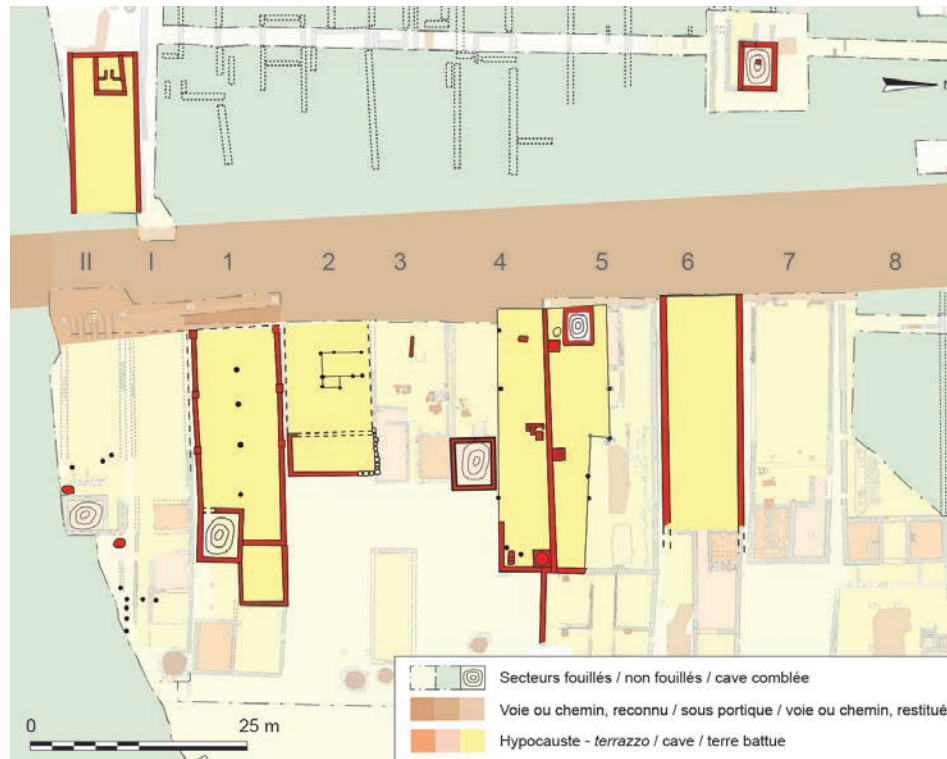 N
II I 1 2 3 4 5 6 7 8
0 25 m
Secteurs fouillés / non fouillés / cave comblée
Voie ou chemin, reconnu / sous portique / voie ou chemin, restitué
Hypocauste - terrazzo / cave / terre battue